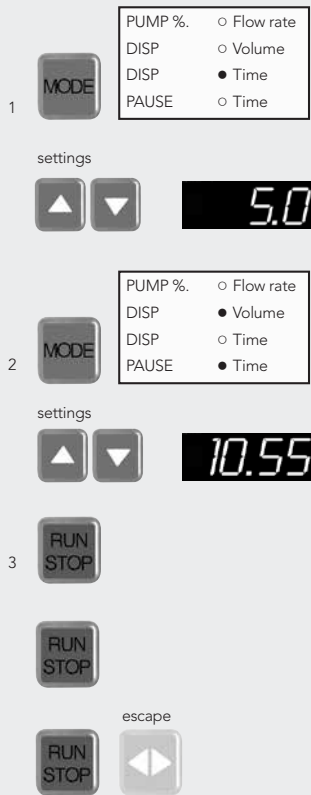 PUMP %. ○ Flow rate
DISP ○ Volume
MODE
DISP ● Time
1
PAUSE ○ Time
settings
5.0
PUMP %. ○ Flow rate
DISP ● Volume
MODE
DISP ○ Time
2
PAUSE ● Time
settings
10.55
RUN
3
STOP
RUN
STOP
escape
RUN
STOP